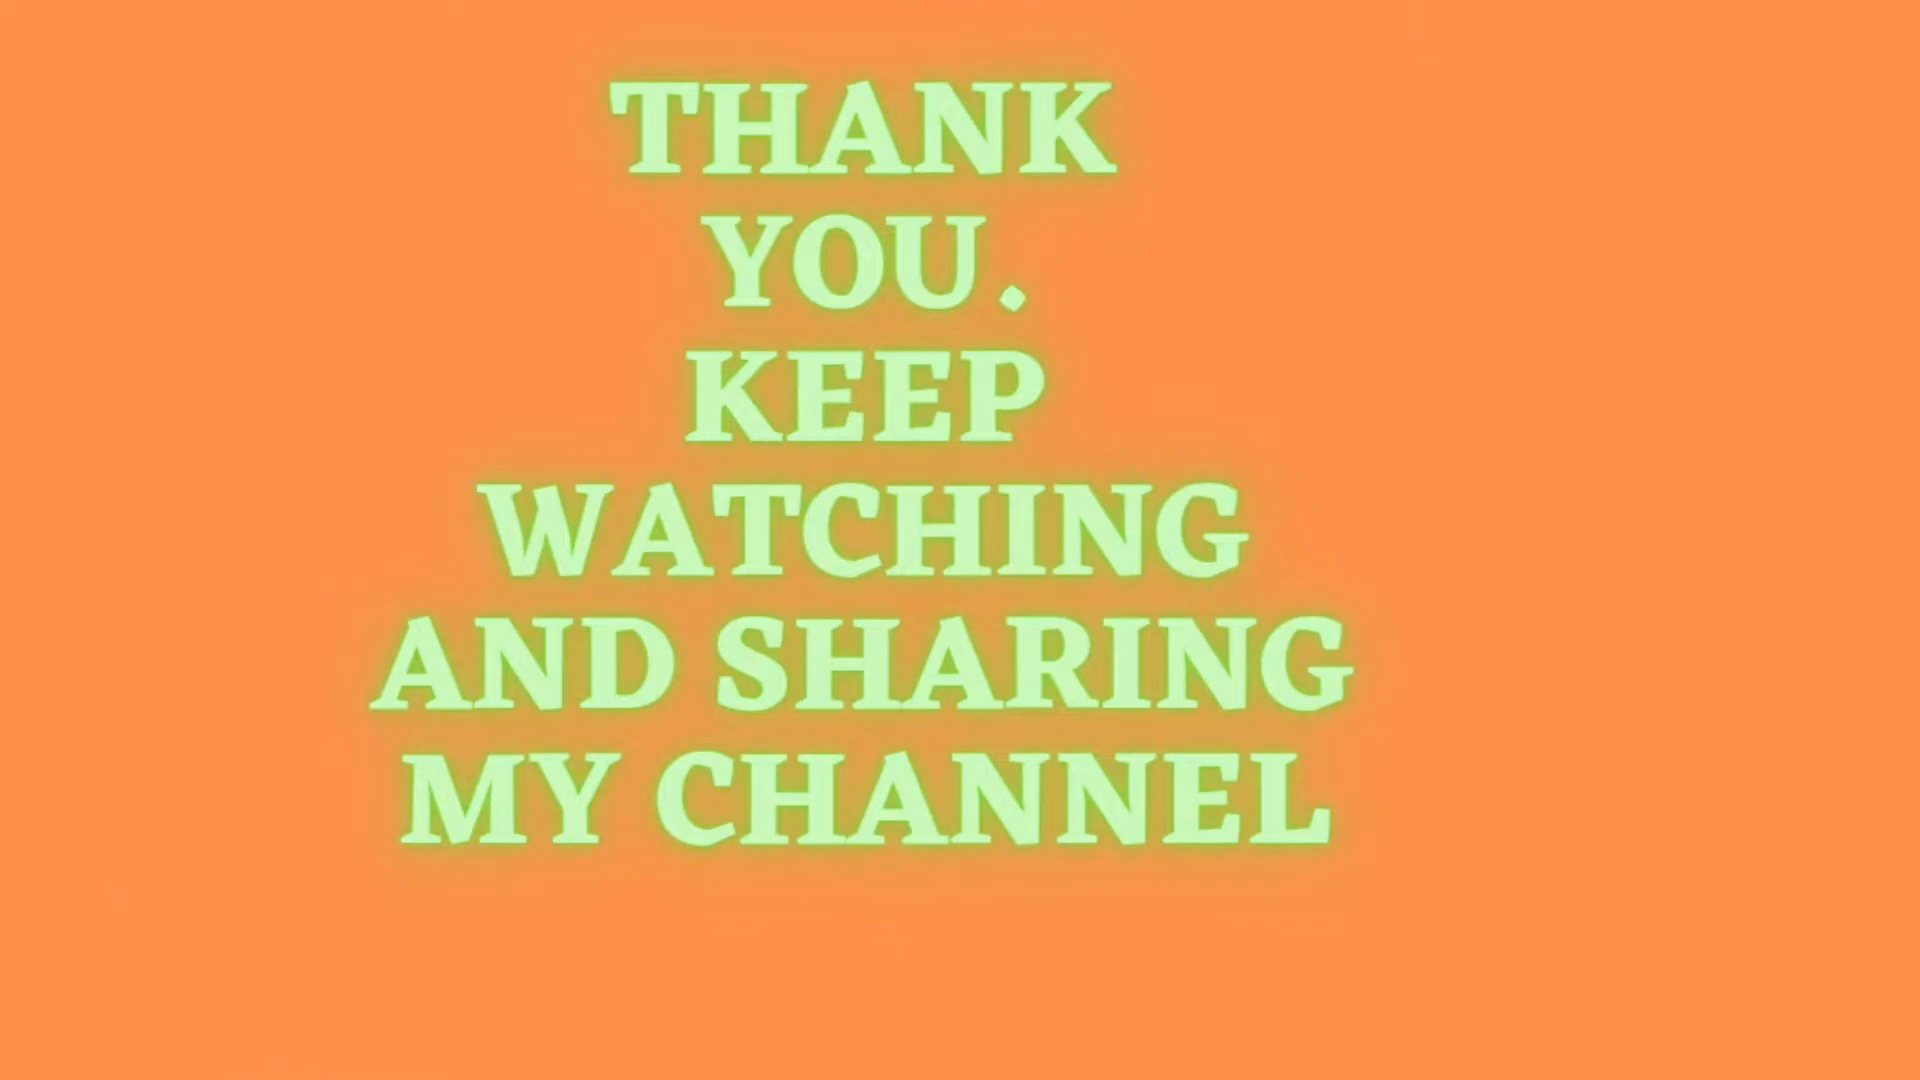 THANK
YOU.
KEEP
WATCHING
AND SHARING
MY CHANNEL